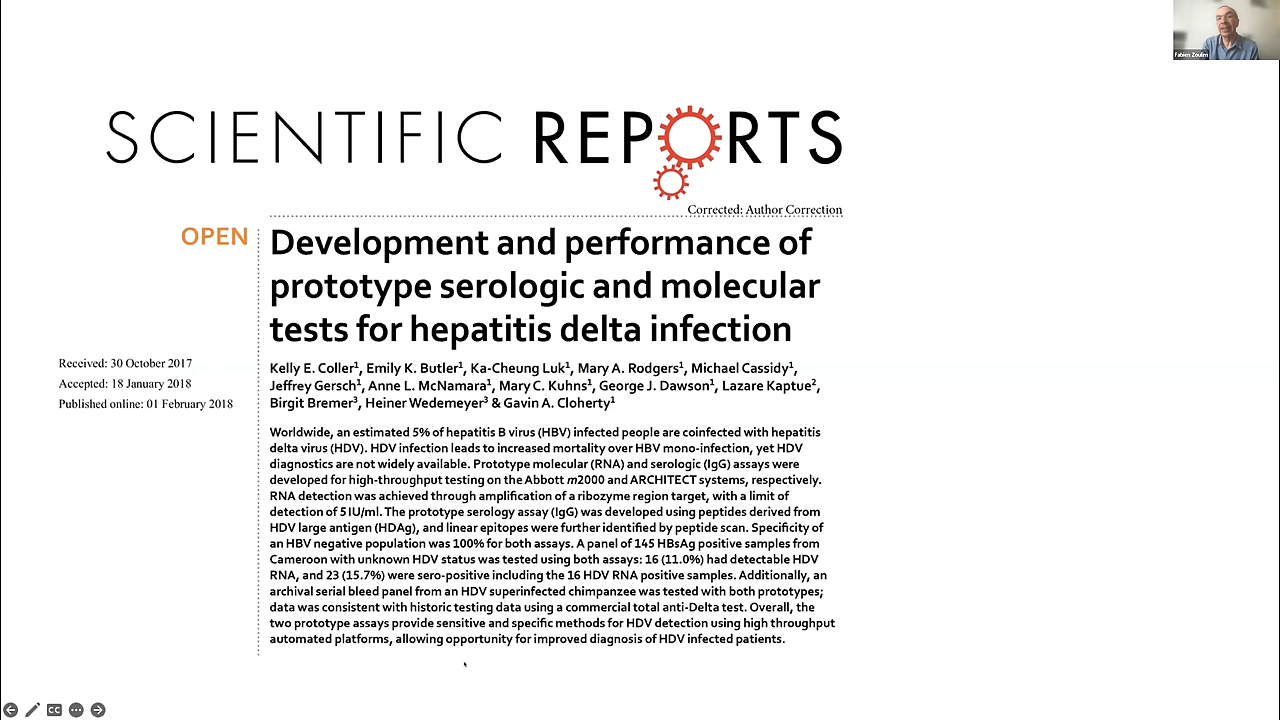 Fabien Zoulim
SCIENTIFIC REPORTS
Corrected: Author Correction
OPEN
Development and performance of
prototype serologic and molecular
tests for hepatitis delta infection
Received: 30 October 2017
Accepted: 18 January 2018
Published online: 01 February 2018
Kelly E. Coller1, Emily K. Butler1, Ka-Cheung Luk1, Mary A. Rodgers1, Michael Cassidy1,
Jeffrey Gersch1, Anne L. McNamara1, Mary C. Kuhns1, George J. Dawson1, Lazare Kaptue2,
Birgit Bremer3, Heiner Wedemeyer3 & Gavin A. Cloherty1
Worldwide, an estimated 5% of hepatitis B virus (HBV) infected people are coinfected with hepatitis
delta virus (HDV). HDV infection leads to increased mortality over HBV mono-infection, yet HDV
diagnostics are not widely available. Prototype molecular (RNA) and serologic (IgG) assays were
developed for high-throughput testing on the Abbott m2000 and ARCHITECT systems, respectively.
RNA detection was achieved through amplification of a ribozyme region target, with a limit of
detection of 5 IU/ml. The prototype serology assay (IgG) was developed using peptides derived from
HDV large antigen (HDAg), and linear epitopes were further identified by peptide scan. Specificity of
an HBV negative population was 100% for both assays. A panel of 145 HBsAg positive samples from
Cameroon with unknown HDV status was tested using both assays: 16 (11.0%) had detectable HDV
RNA, and 23 (15.7%) were sero-positive including the 16 HDV RNA positive samples. Additionally, an
archival serial bleed panel from an HDV superinfected chimpanzee was tested with both prototypes;
data was consistent with historic testing data using a commercial total anti-Delta test. Overall, the
two prototype assays provide sensitive and specific methods for HDV detection using high throughput
automated platforms, allowing opportunity for improved diagnosis of HDV infected patients.
CC